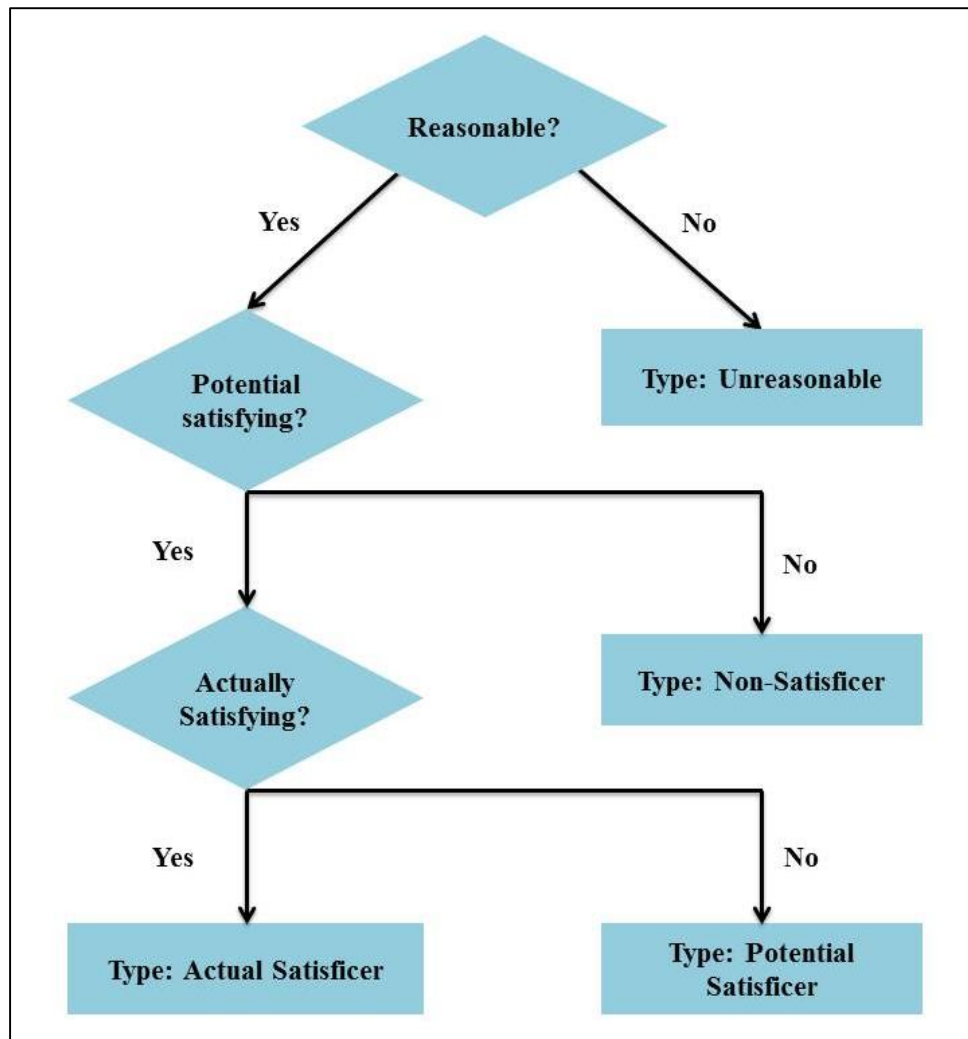 Reasonable?
Yes
No
Potential
satisfying?
Type: Unreasonable
Yes
No
Actually
Satisfying?
Type: Non-Satisficer
Yes
No
Type: Actual Satisficer
Type: Potential
Satisficer